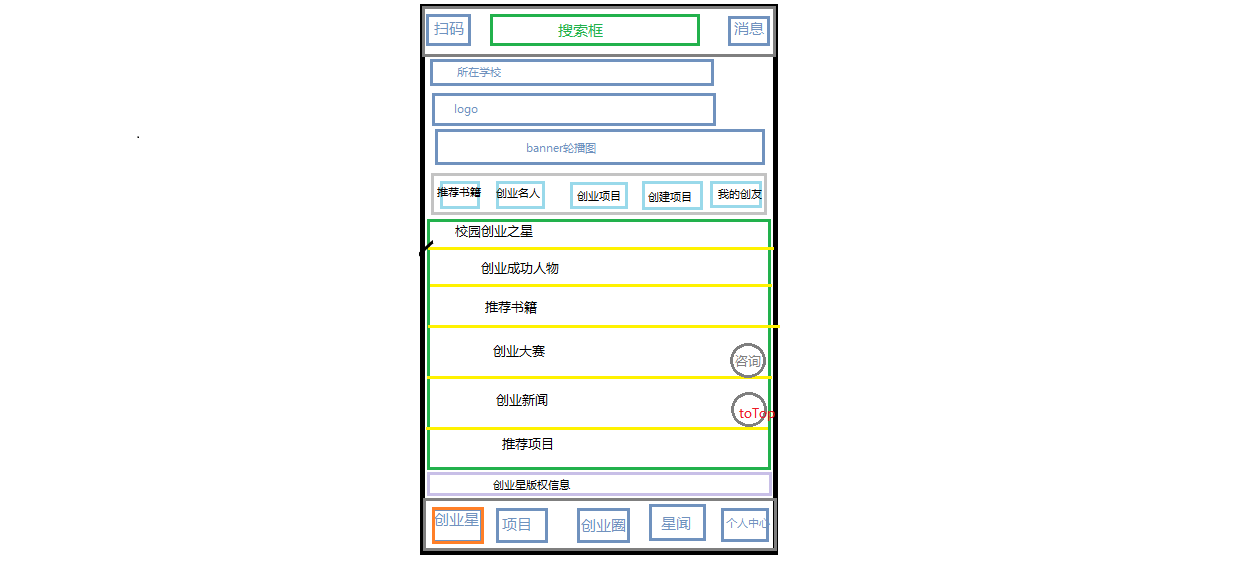 扫码 搜索框 消息
所在学校
logo
banner轮播图
推荐书籍 创业名人 创业项目 创建项目 我的创友
校园创业之星
创业成功人物
推荐书籍
创业大赛
咨询
创业新闻
toTop
推荐项目
创业星版权信息
创业星 项目 创业圈 星闻 个人中心